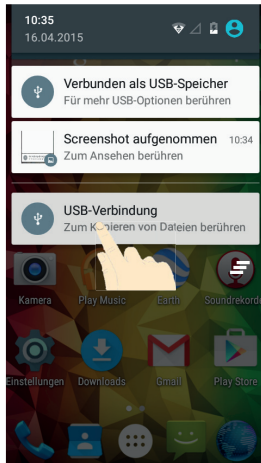 10:35
16.04.2015
Verbunden als USB-Speicher
Für mehr USB-Optionen berühren
Screenshot aufgenommen 10:34
Zum Ansehen berühren
USB-Verbindung
Zum Kopieren von Dateien berühren
Kamera Play Music Earth Soundrekorde
Einstellungen Downloads Gmail Play Store